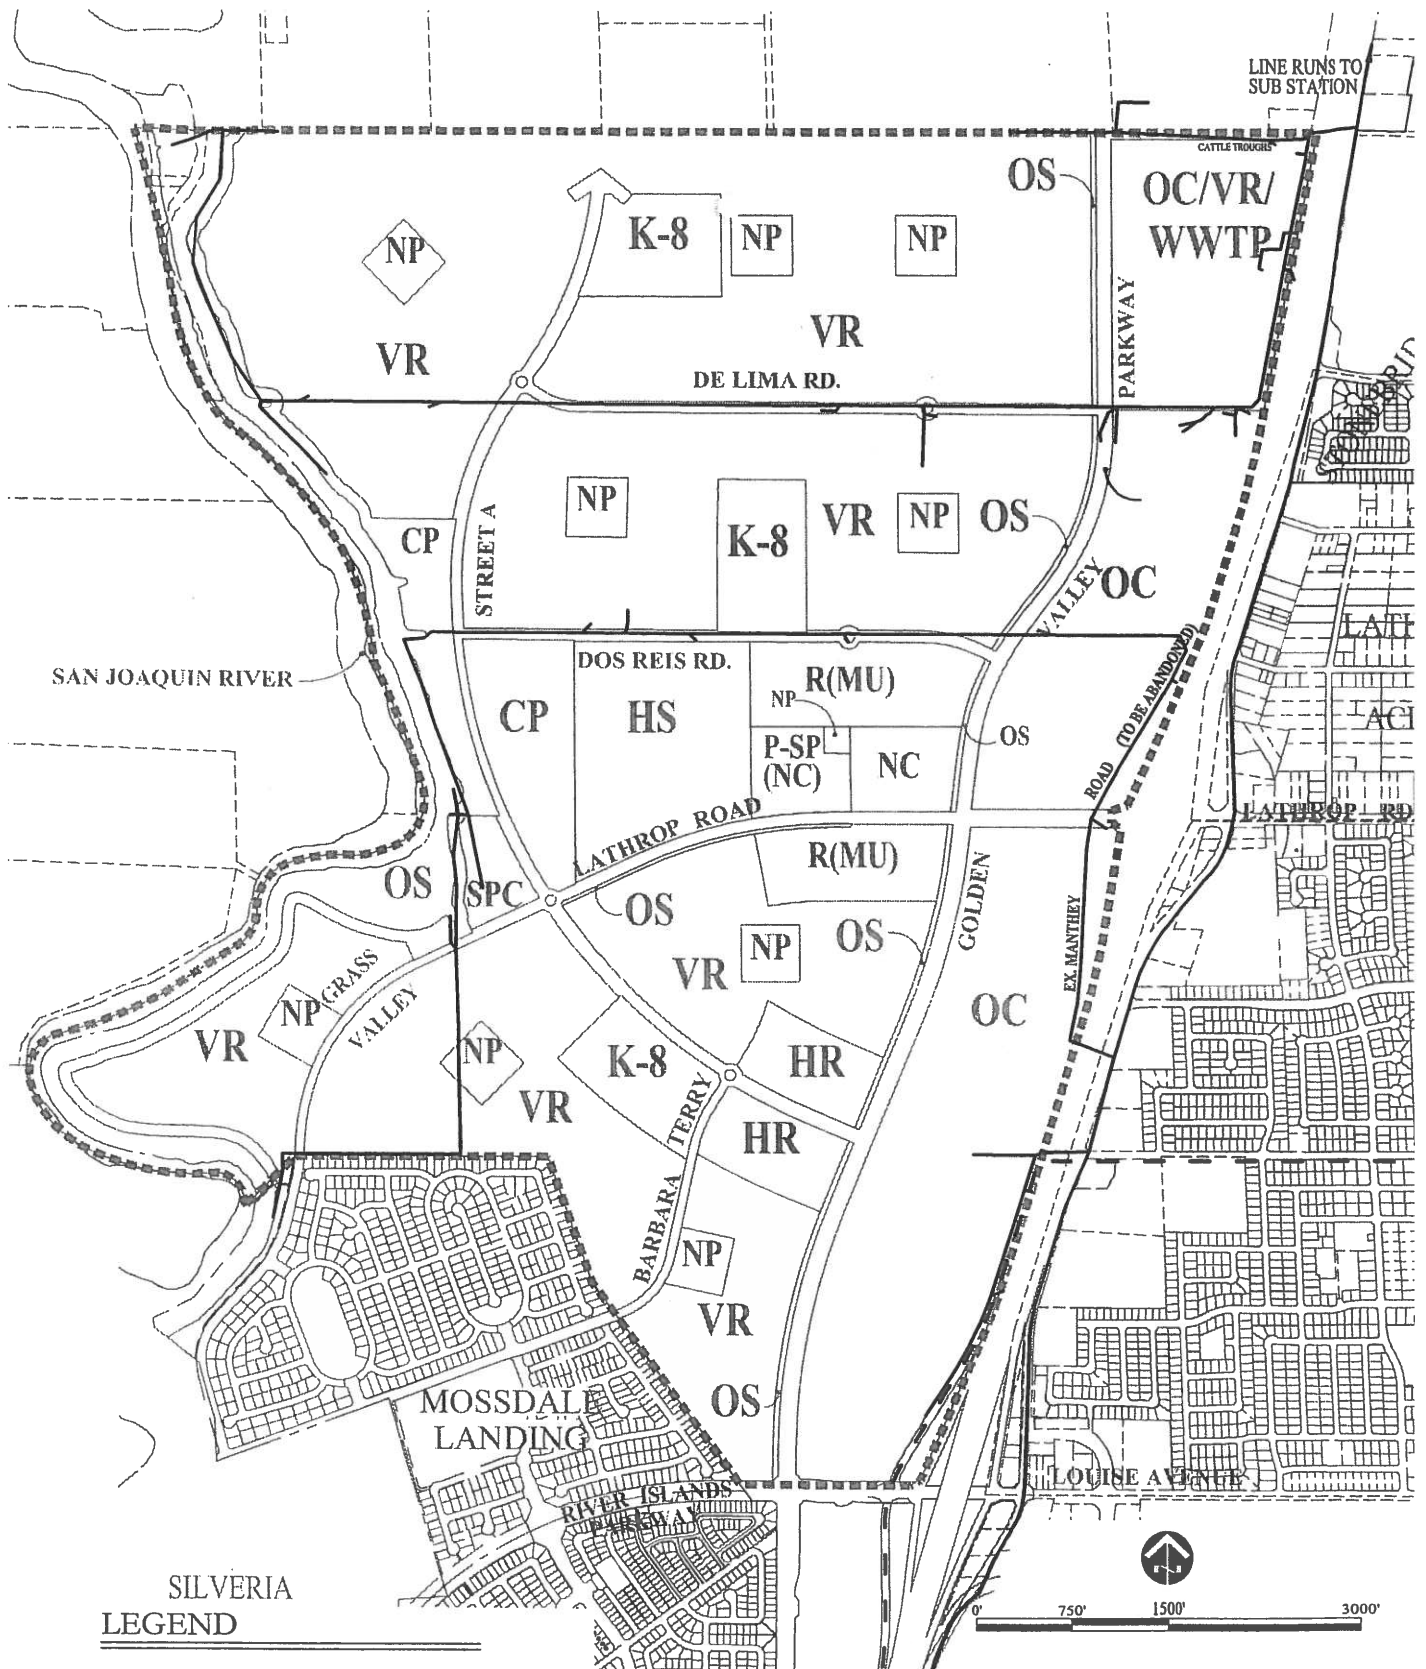 LINE RUNS TO
SUB STATION
CATTLE TROUGHS
OS
OC/VR/
WWTP
K-8
NP
NP
NP
PARKWAY
VR
VR
DE LIMA RD.
NP
CP
STREET A
K-8
VR
NP
OS
VALLEY
OC
LATH
SAN JOAQUIN RIVER
DOS REIS RD.
R(MU)
NP
CP
HS
P-SP
(NC)
NC
OS
ROAD (TO BE ABANDONED)
ACR
LATHROP ROAD
LATHROP RD
R(MU)
OS
SPC
OS
OS
GOLDEN
EX. MANTHEY
NP
VR
GRASS
VALLEY
NP
VR
NP
VR
K-8
HR
OC
HR
BARBARA TERRY
NP
VR
OS
MOSSDALE
LANDING
RIVER ISLANDS
PARKWAY
LOUISE AVENUE
SILVERIA
LEGEND
0' 750' 1500' 3000'